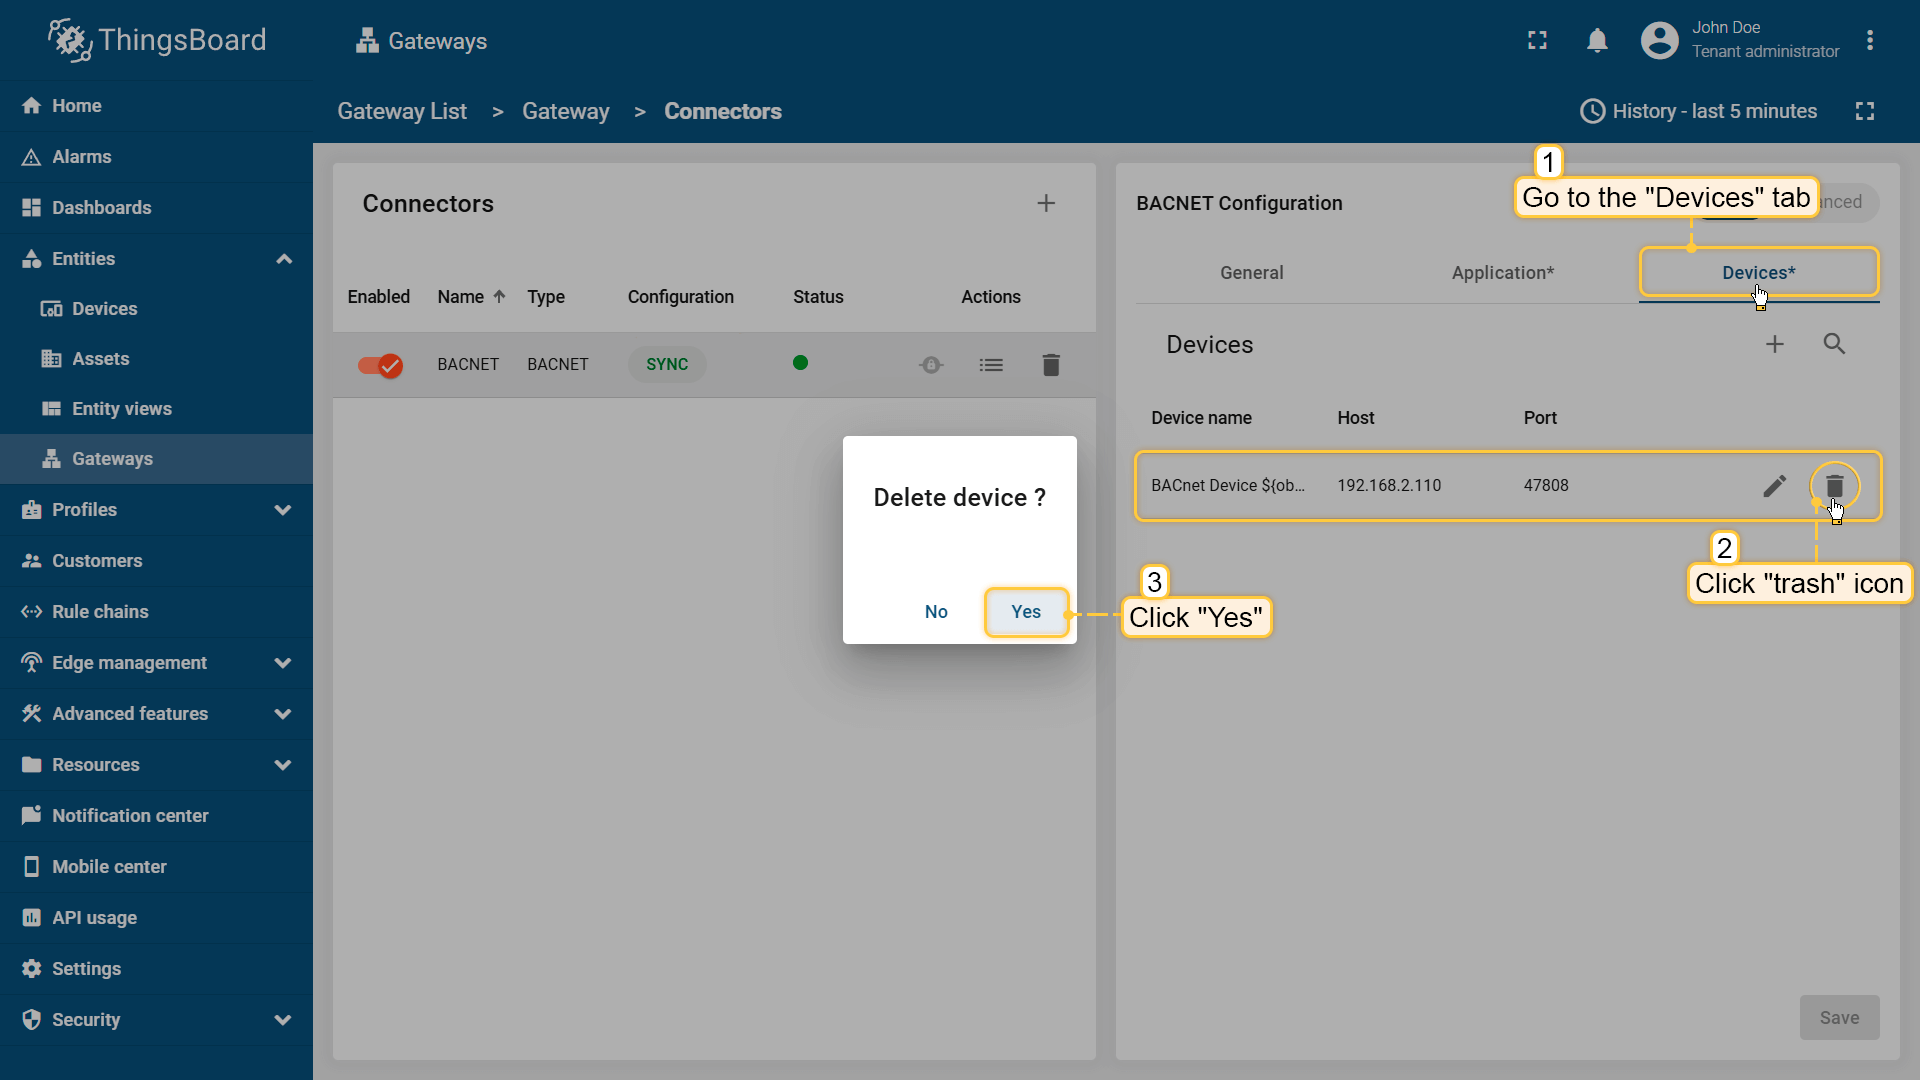 ThingsBoard
Gateways
John Doe
Tenant administrator
Gateway List > Gateway > Connectors
History - last 5 minutes
Home
Alarms
Dashboards
Entities
Devices
Assets
Entity views
Gateways
Profiles
Customers
Rule chains
Edge management
Advanced features
Resources
Notification center
Mobile center
API usage
Settings
Security
Connectors
Enabled Name Type Configuration Status Actions
BACNET BACNET SYNC
BACNET Configuration
1
Go to the "Devices" tab
General Application* Devices*
Devices
Device name Host Port
BACnet Device ${ob... 192.168.2.110 47808
2
Click "trash" icon
Delete device ?
No Yes
3
Click "Yes"
Save